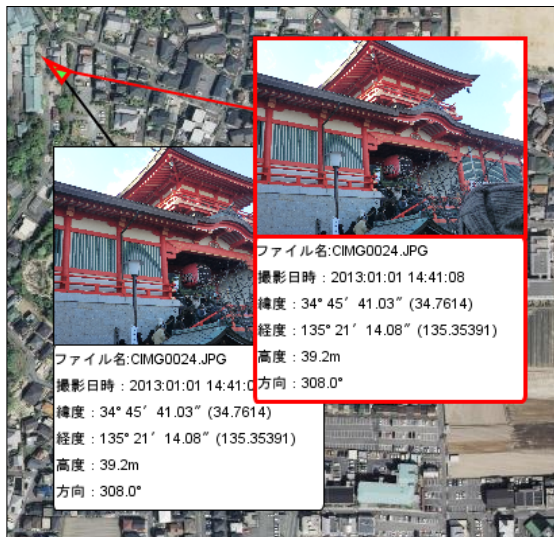 ファイル名:CIMG0024.JPG
撮影日時：2013:01:01 14:41:08
緯度：34° 45′ 41.03″ (34.7614)
経度：135° 21′ 14.08″ (135.35391)
高度：39.2m
方向：308.0°
ファイル名:CIMG0024.JPG
撮影日時：2013:01:01 14:41:0
緯度：34° 45′ 41.03″ (34.7614)
経度：135° 21′ 14.08″ (135.35391)
高度：39.2m
方向：308.0°